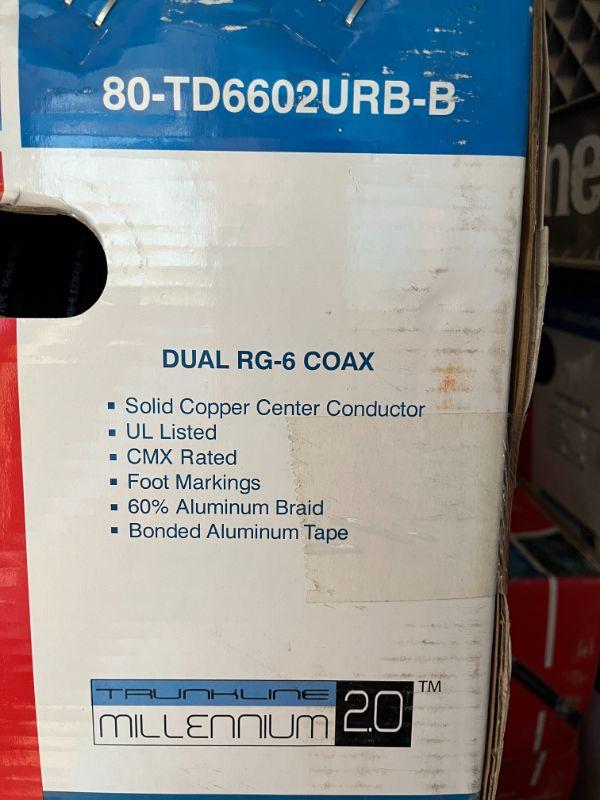 80-TD6602URB-B
DUAL RG-6 COAX
▪ Solid Copper Center Conductor
▪ UL Listed
▪ CMX Rated
▪ Foot Markings
▪ 60% Aluminum Braid
▪ Bonded Aluminum Tape
TRUNKLINE
MILLENNIUM 2.0 ™
ne